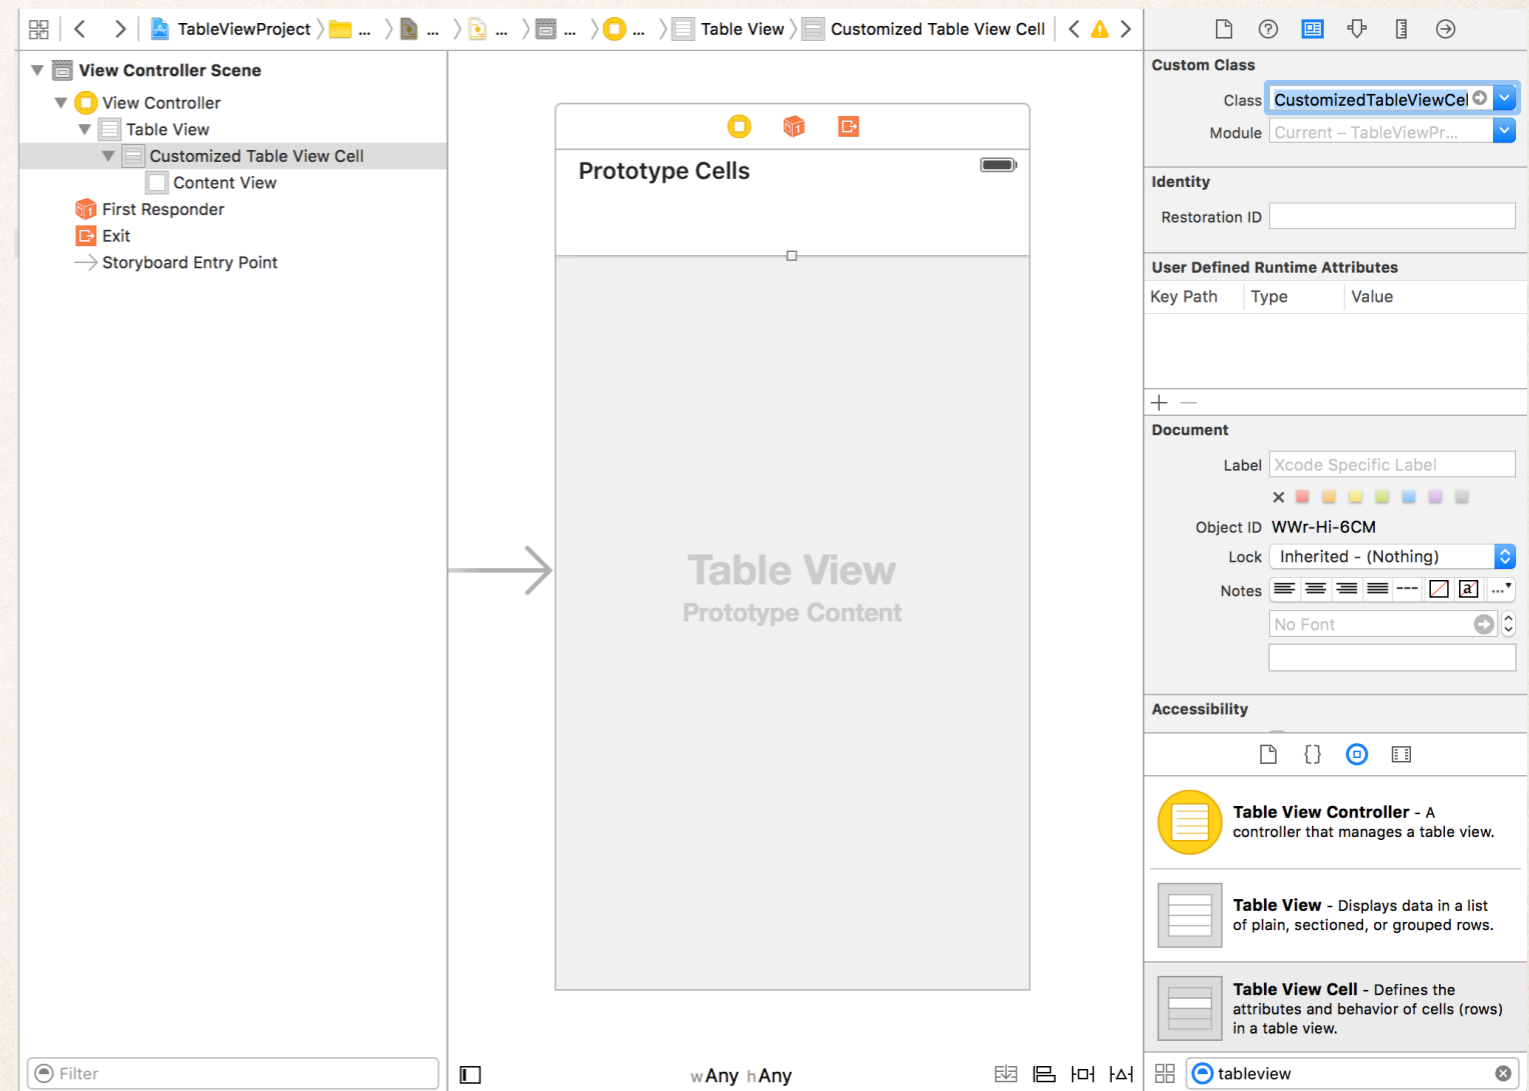 TableViewProject ... ... ... ... ... Table View Customized Table View Cell
View Controller Scene
View Controller
Table View
Customized Table View Cell
Content View
First Responder
Exit
Storyboard Entry Point
Filter
Prototype Cells
Table View
Prototype Content
wAny hAny
Custom Class
Class CustomizedTableViewCel
Module Current – TableViewPr...
Identity
Restoration ID
User Defined Runtime Attributes
Key Path Type Value
Document
Label Xcode Specific Label
Object ID WWr-Hi-6CM
Lock Inherited - (Nothing)
Notes a ...
No Font
Accessibility
{}
Table View Controller - A
controller that manages a table view.
Table View - Displays data in a list
of plain, sectioned, or grouped rows.
Table View Cell - Defines the
attributes and behavior of cells (rows)
in a table view.
tableview